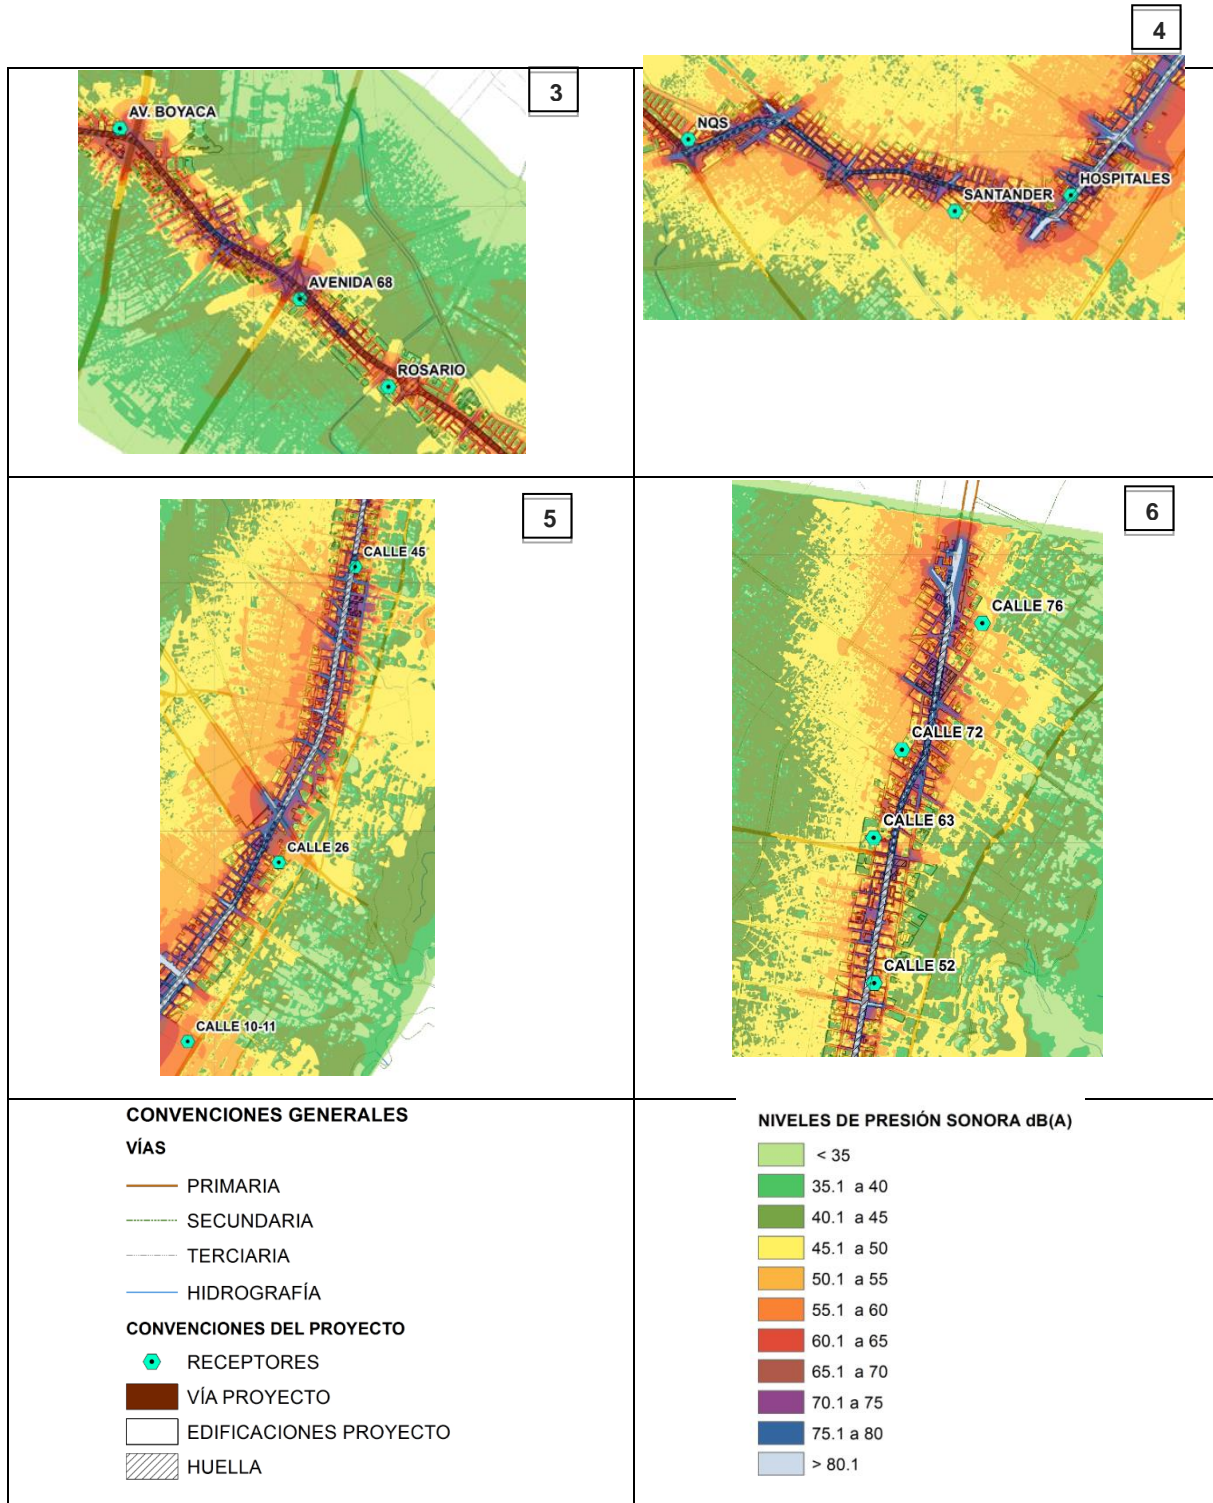 4
3
AV. BOYACA
AVENIDA 68
ROSARIO
NQS
SANTANDER
HOSPITALES
5
CALLE 45
CALLE 26
CALLE 10-11
6
CALLE 76
CALLE 72
CALLE 63
CALLE 52
CONVENCIONES GENERALES
VÍAS
PRIMARIA
SECUNDARIA
TERCIARIA
HIDROGRAFÍA
CONVENCIONES DEL PROYECTO
RECEPTORES
VÍA PROYECTO
EDIFICACIONES PROYECTO
HUELLA
NIVELES DE PRESIÓN SONORA dB(A)
< 35
35.1 a 40
40.1 a 45
45.1 a 50
50.1 a 55
55.1 a 60
60.1 a 65
65.1 a 70
70.1 a 75
75.1 a 80
> 80.1